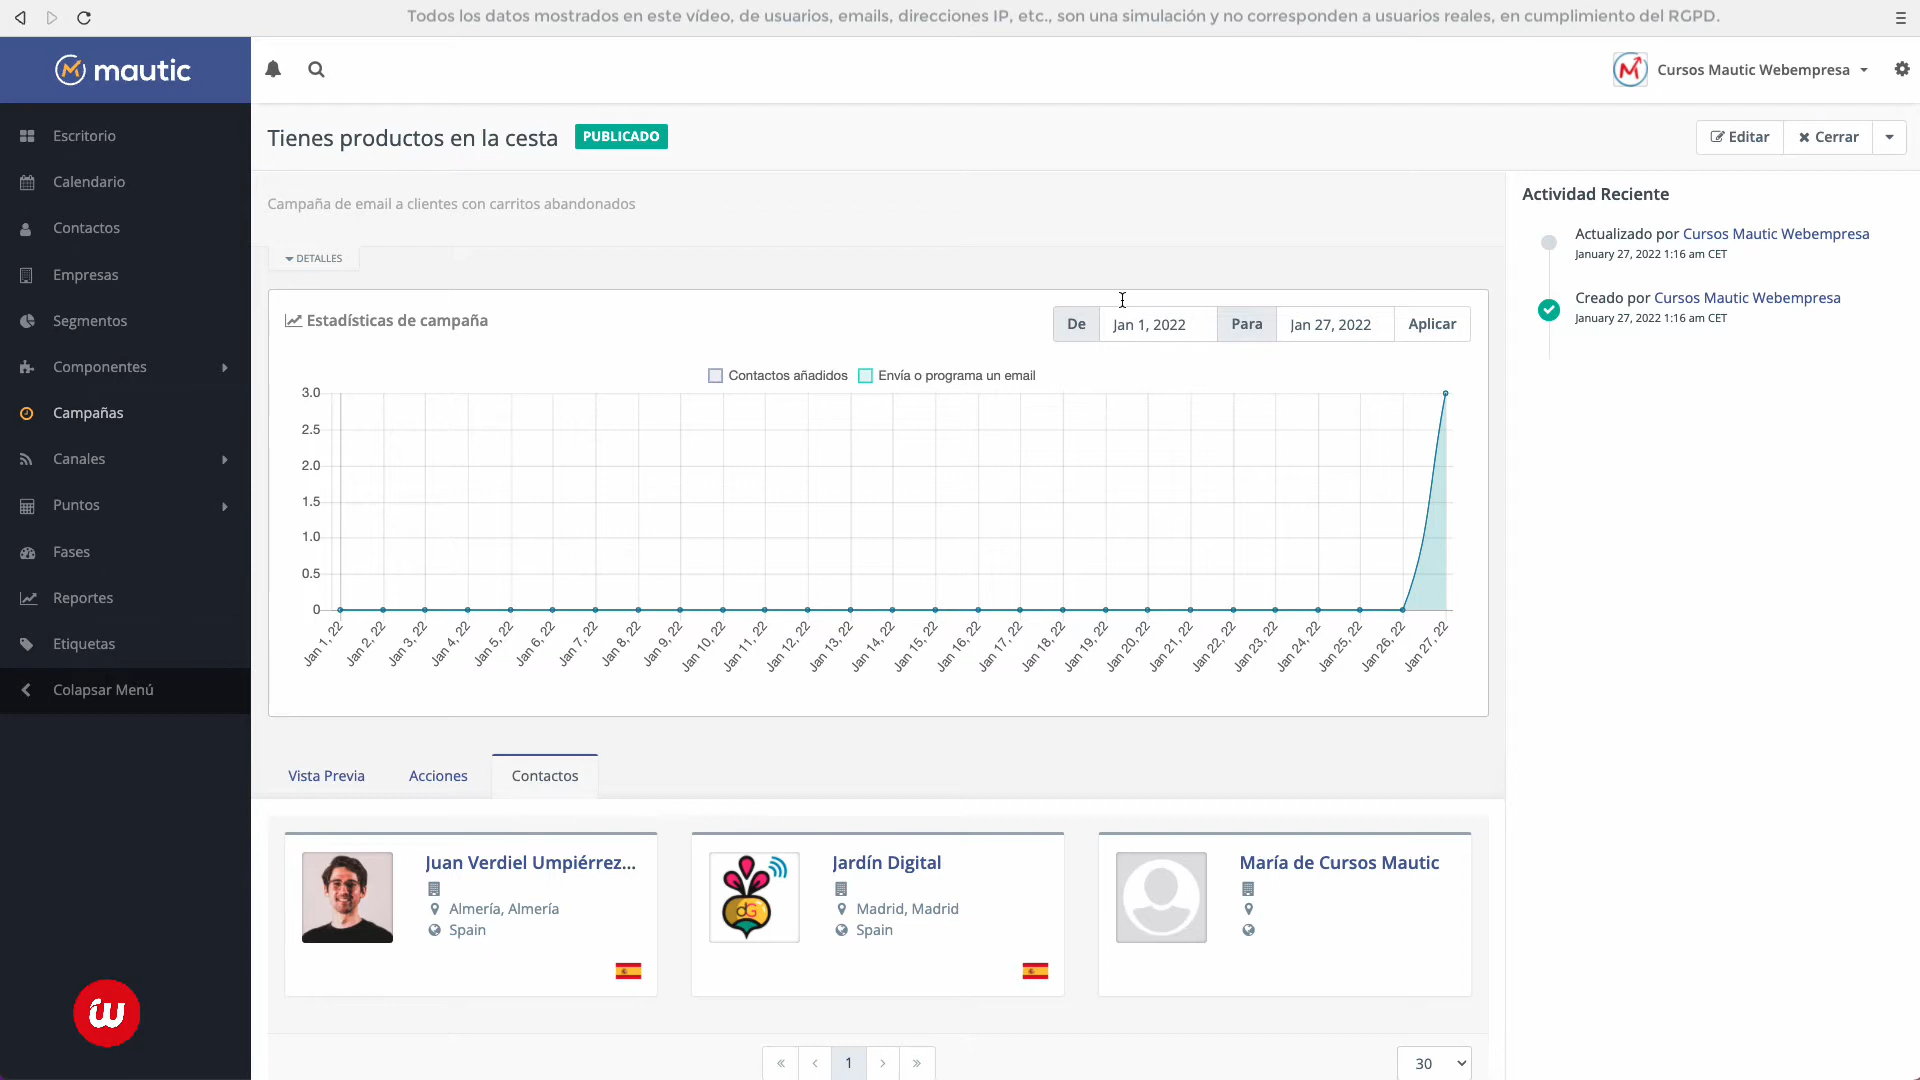 Todos los datos mostrados en este vídeo, de usuarios, emails, direcciones IP, etc., son una simulación y no corresponden a usuarios reales, en cumplimiento del RGPD.
mautic
Cursos Mautic Webempresa
Escritorio
Calendario
Contactos
Empresas
Segmentos
Componentes
Campañas
Canales
Puntos
Fases
Reportes
Etiquetas
Colapsar Menú
Tienes productos en la cesta PUBLICADO
Editar Cerrar
Campaña de email a clientes con carritos abandonados
DETALLES
Estadísticas de campaña
De Jan 1, 2022 Para Jan 27, 2022 Aplicar
Contactos añadidos Envía o programa un email
3.0
2.5
2.0
1.5
1.0
0.5
0
Jan 1, 22 Jan 2, 22 Jan 3, 22 Jan 4, 22 Jan 5, 22 Jan 6, 22 Jan 7, 22 Jan 8, 22 Jan 9, 22 Jan 10, 22 Jan 11, 22 Jan 12, 22 Jan 13, 22 Jan 14, 22 Jan 15, 22 Jan 16, 22 Jan 17, 22 Jan 18, 22 Jan 19, 22 Jan 20, 22 Jan 21, 22 Jan 22, 22 Jan 23, 22 Jan 24, 22 Jan 25, 22 Jan 26, 22 Jan 27, 22
Actividad Reciente
Actualizado por Cursos Mautic Webempresa
January 27, 2022 1:16 am CET
Creado por Cursos Mautic Webempresa
January 27, 2022 1:16 am CET
Vista Previa Acciones Contactos
Juan Verdiel Umpiérrez...
Almería, Almería
Spain
Jardín Digital
dG
Madrid, Madrid
Spain
María de Cursos Mautic
« ‹ 1 › »
30
w